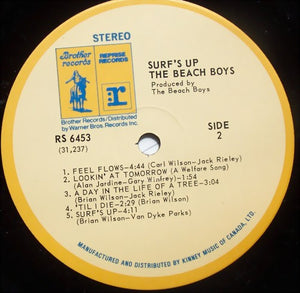 STEREO
Brother records
REPRISE RECORDS
Brother Records/Distributed
by Warner Bros. Records Inc.
RS 6453
(31,237)
SURF'S UP
THE BEACH BOYS
Produced by
The Beach Boys
SIDE
2
1. FEEL FLOWS–4:44 (Carl Wilson–Jack Rieley)
2. LOOKIN' AT TOMORROW (A Welfare Song)
(Alan Jardine–Gary Winfrey)–1:54
3. A DAY IN THE LIFE OF A TREE–3:04
(Brian Wilson–Jack Rieley)
4. 'TIL I DIE–2:29 (Brian Wilson)
5. SURF'S UP–4:11
(Brian Wilson–Van Dyke Parks)
MANUFACTURED AND DISTRIBUTED BY KINNEY MUSIC OF CANADA, LTD.